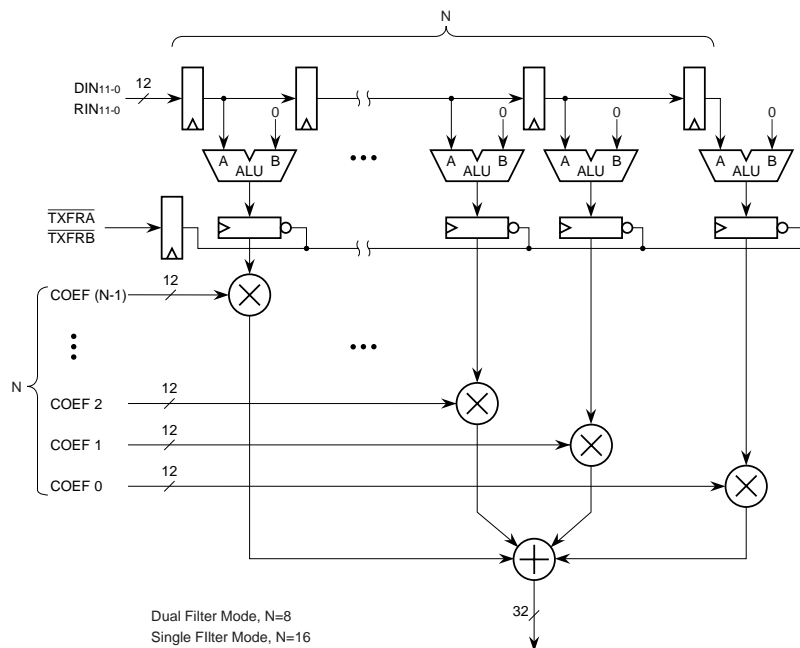 N
DIN11-0
RIN11-0
12
0
0
0
0
A B
ALU
A B
ALU
A B
ALU
A B
ALU
TXFRA
TXFRB
COEF (N-1)
12
N
COEF 2
12
COEF 1
12
COEF 0
12
32
Dual Filter Mode, N=8
Single FIlter Mode, N=16